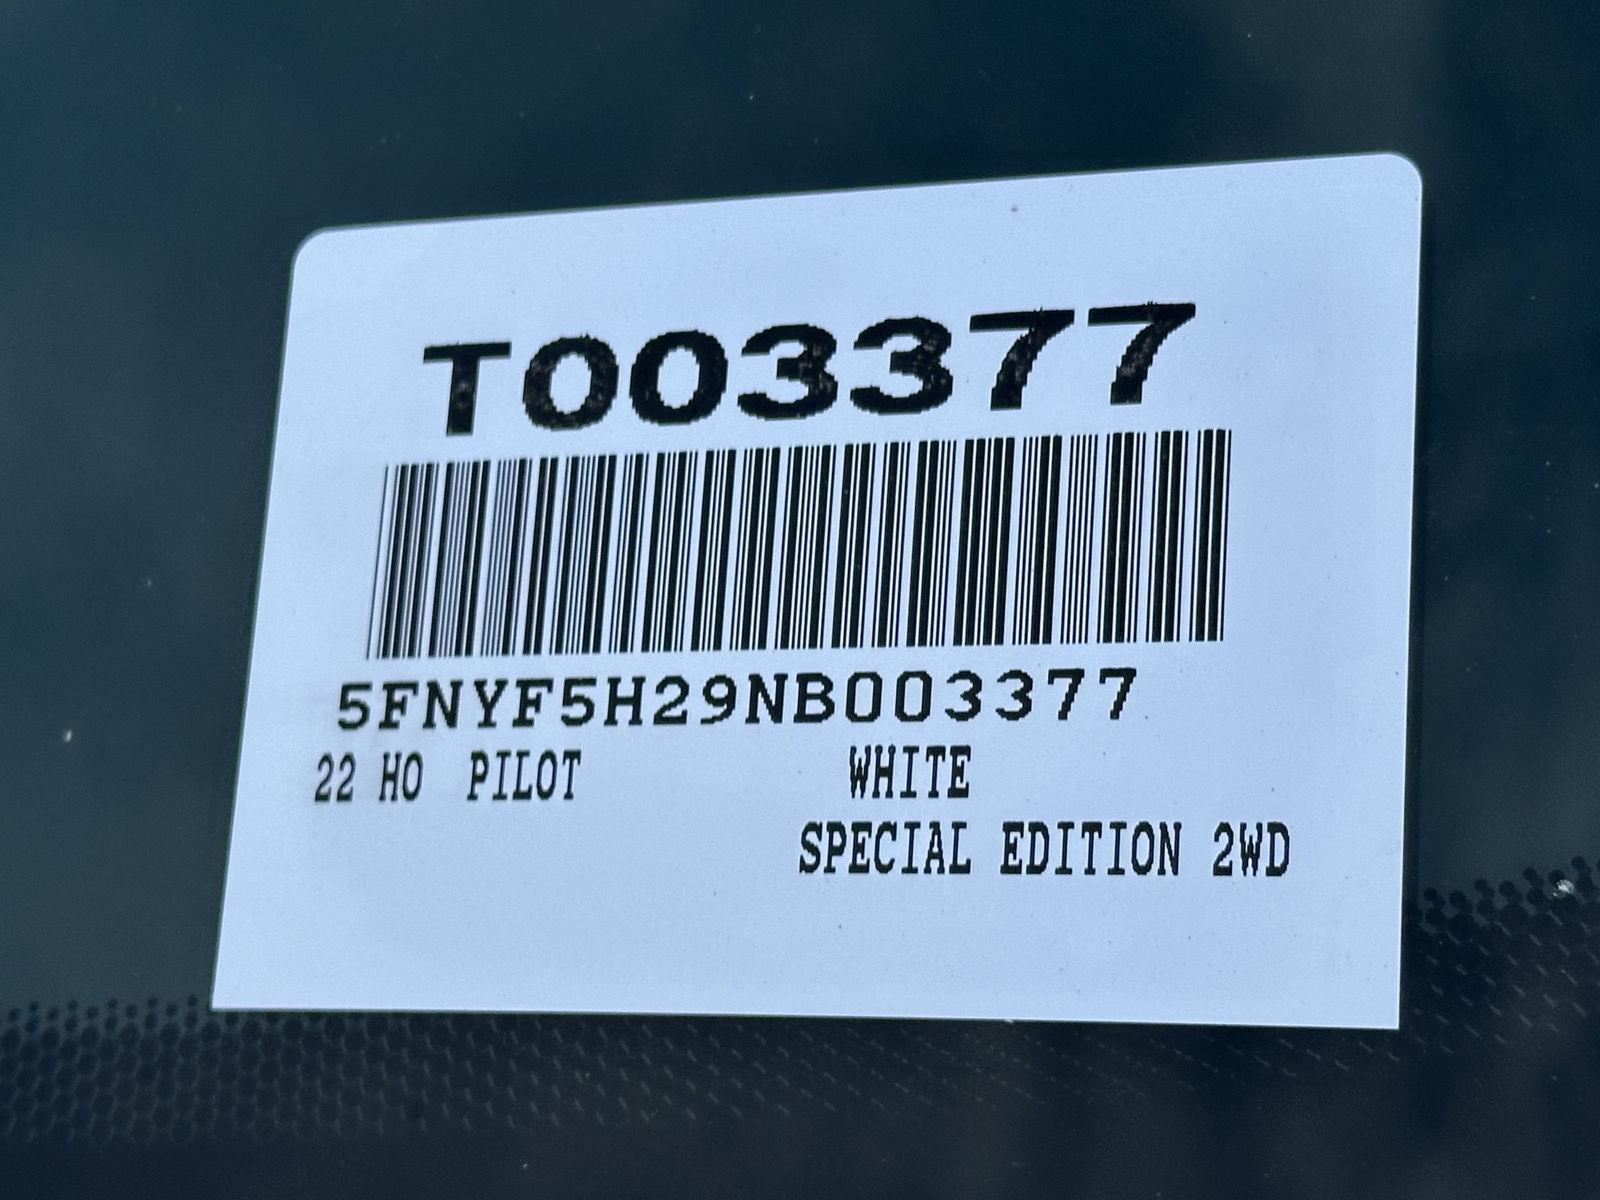 T003377
5FNYF5H29NB003377
22 HO PILOT WHITE
SPECIAL EDITION 2WD